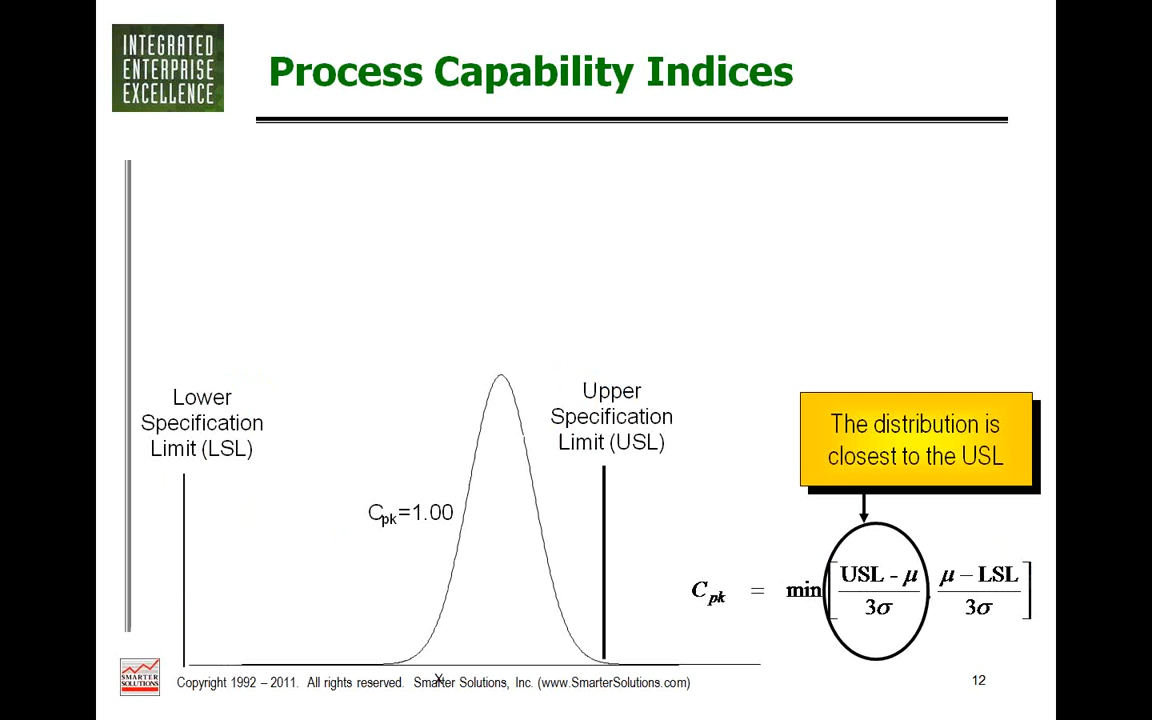 INTEGRATED
ENTERPRISE
EXCELLENCE
Process Capability Indices
Lower
Specification
Limit (LSL)
Upper
Specification
Limit (USL)
The distribution is
closest to the USL
Cpk=1.00
Cpk = min[(USL - μ)/3σ, (μ – LSL)/3σ]
SMARTER
SOLUTIONS
Copyright 1992 – 2011. All rights reserved. Smarter Solutions, Inc. (www.SmarterSolutions.com)
x
12